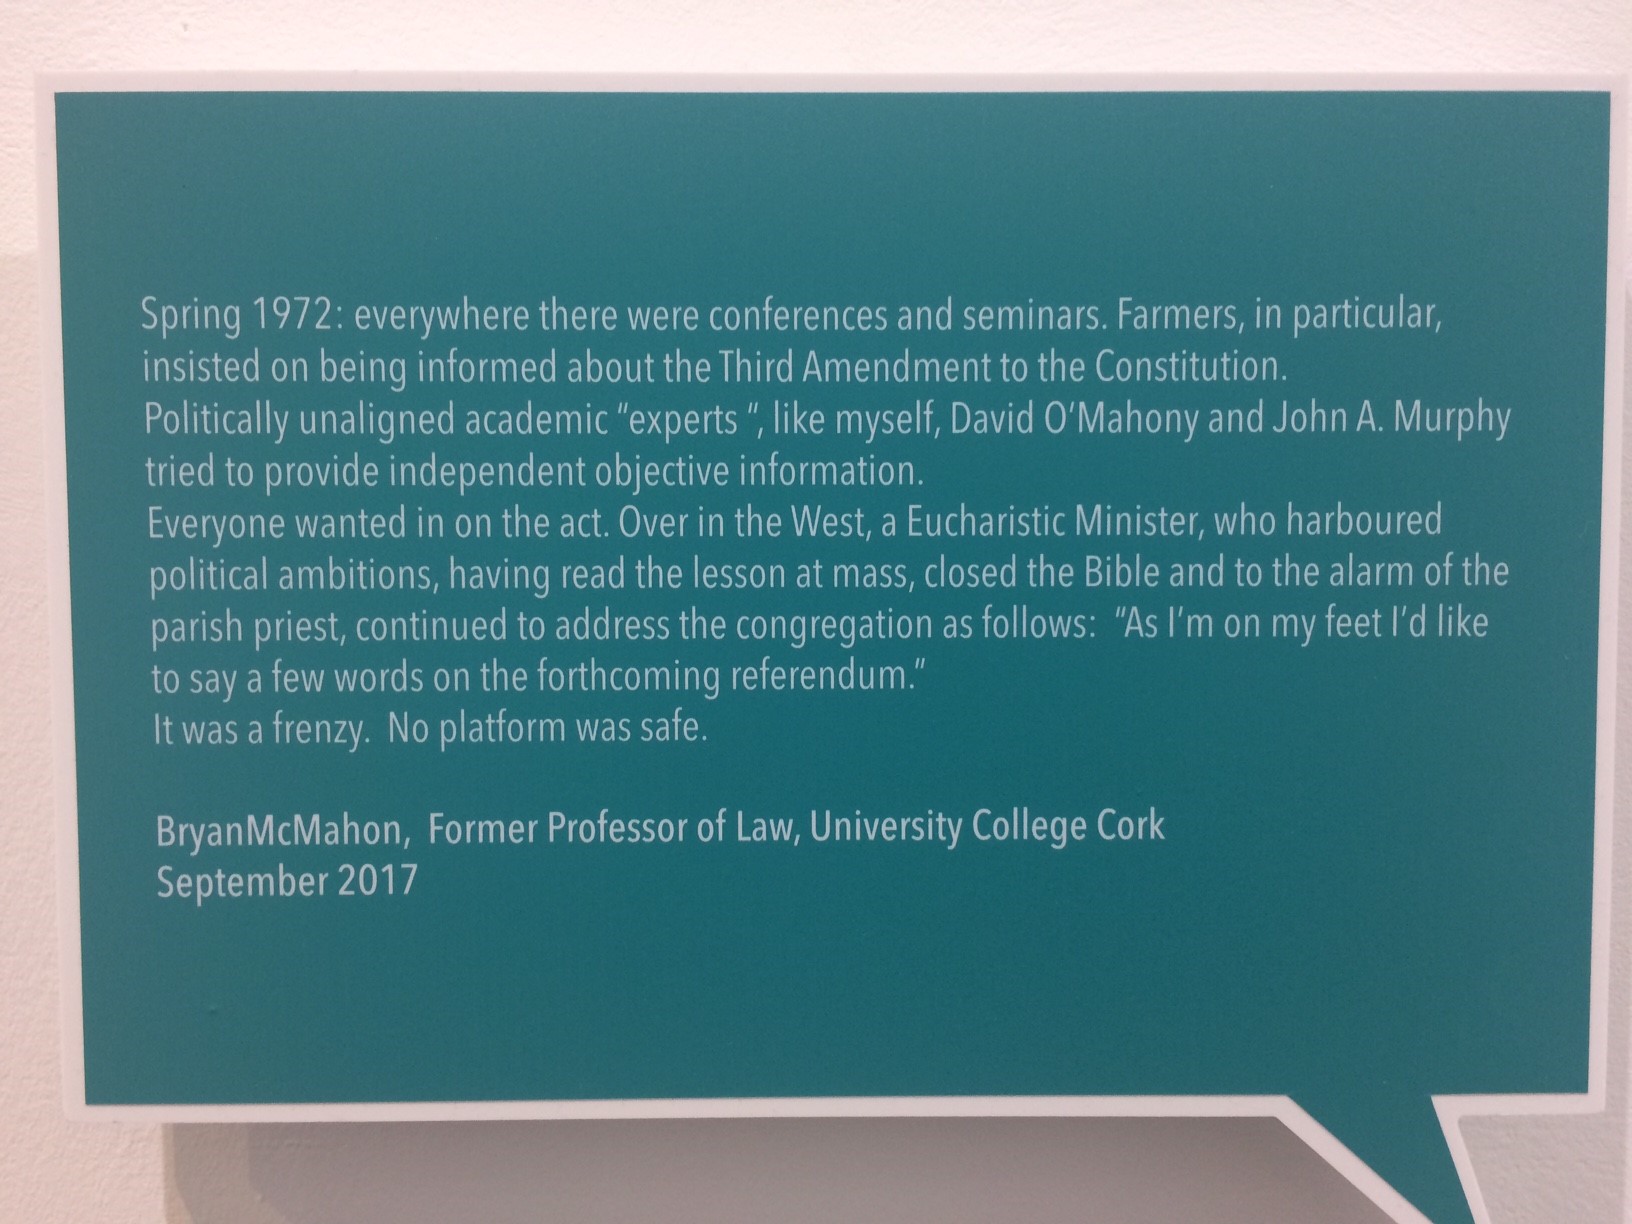 Spring 1972: everywhere there were conferences and seminars. Farmers, in particular,
insisted on being informed about the Third Amendment to the Constitution.
Politically unaligned academic “experts “, like myself, David O’Mahony and John A. Murphy
tried to provide independent objective information.
Everyone wanted in on the act. Over in the West, a Eucharistic Minister, who harboured
political ambitions, having read the lesson at mass, closed the Bible and to the alarm of the
parish priest, continued to address the congregation as follows:  “As I’m on my feet I’d like
to say a few words on the forthcoming referendum.”
It was a frenzy.  No platform was safe.
BryanMcMahon,  Former Professor of Law, University College Cork
September 2017